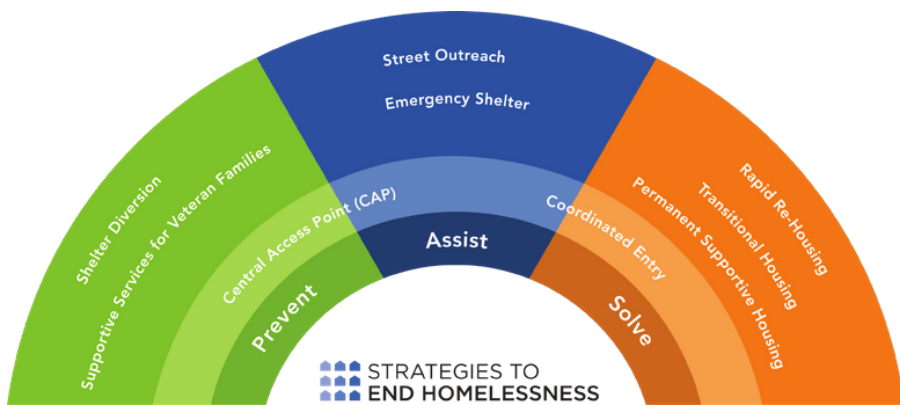 Shelter Diversion
Supportive Services for Veteran Families
Central Access Point (CAP)
Prevent
Street Outreach
Emergency Shelter
Assist
Rapid Re-Housing
Transitional Housing
Permanent Supportive Housing
Coordinated Entry
Solve
STRATEGIES TO
END HOMELESSNESS